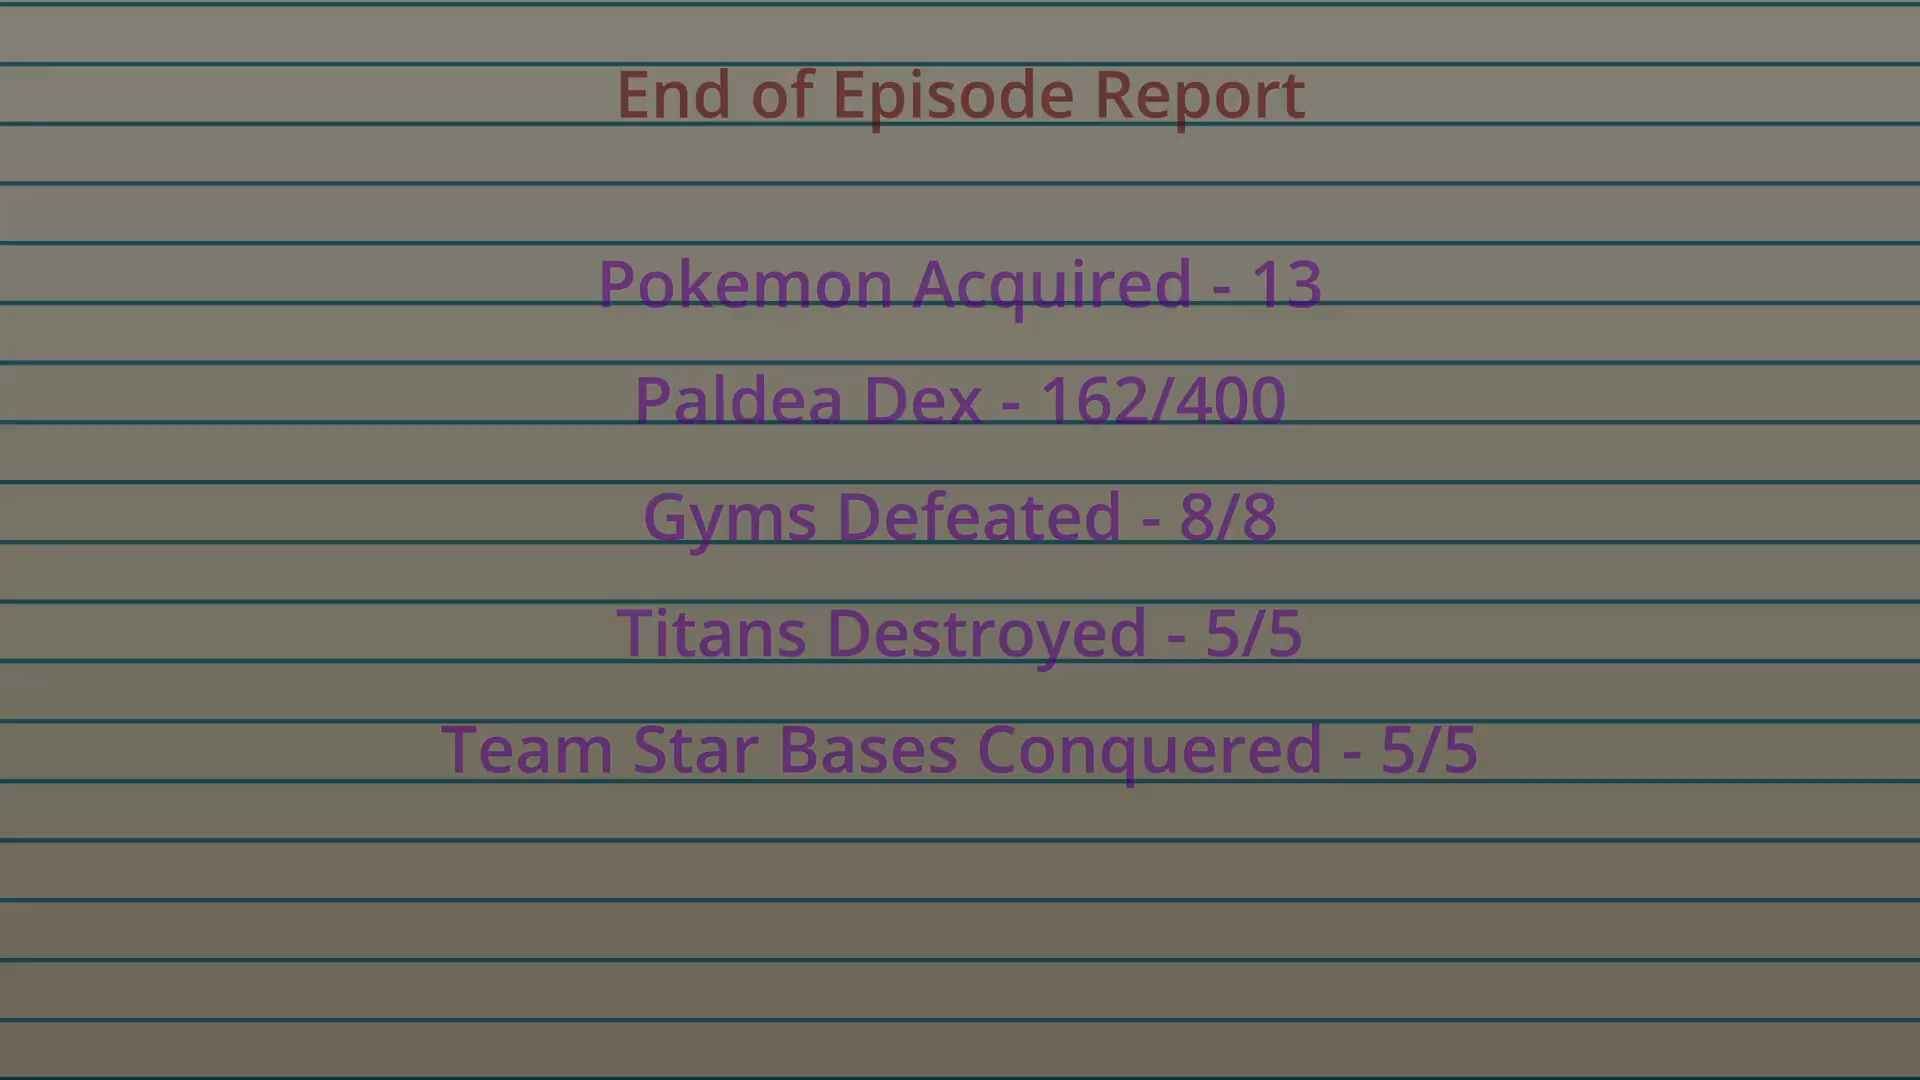 End of Episode Report
Pokemon Acquired - 13
Paldea Dex - 162/400
Gyms Defeated - 8/8
Titans Destroyed - 5/5
Team Star Bases Conquered - 5/5